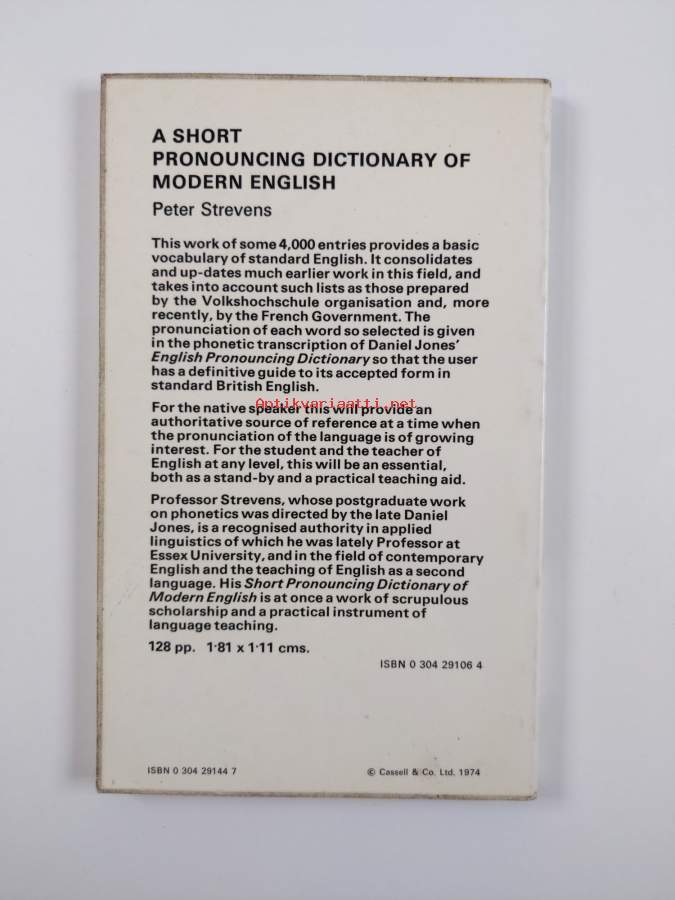 A SHORT
PRONOUNCING DICTIONARY OF
MODERN ENGLISH
Peter Strevens
This work of some 4,000 entries provides a basic
vocabulary of standard English. It consolidates
and up-dates much earlier work in this field, and
takes into account such lists as those prepared
by the Volkshochschule organisation and, more
recently, by the French Government. The
pronunciation of each word so selected is given
in the phonetic transcription of Daniel Jones'
English Pronouncing Dictionary so that the user
has a definitive guide to its accepted form in
standard British English.
Antikvariaatti.net
For the native speaker this will provide an
authoritative source of reference at a time when
the pronunciation of the language is of growing
interest. For the student and the teacher of
English at any level, this will be an essential,
both as a stand-by and a practical teaching aid.
Professor Strevens, whose postgraduate work
on phonetics was directed by the late Daniel
Jones, is a recognised authority in applied
linguistics of which he was lately Professor at
Essex University, and in the field of contemporary
English and the teaching of English as a second
language. His Short Pronouncing Dictionary of
Modern English is at once a work of scrupulous
scholarship and a practical instrument of
language teaching.
128 pp. 1·81 x 1·11 cms.
ISBN 0 304 29106 4
ISBN 0 304 29144 7
© Cassell & Co. Ltd. 1974